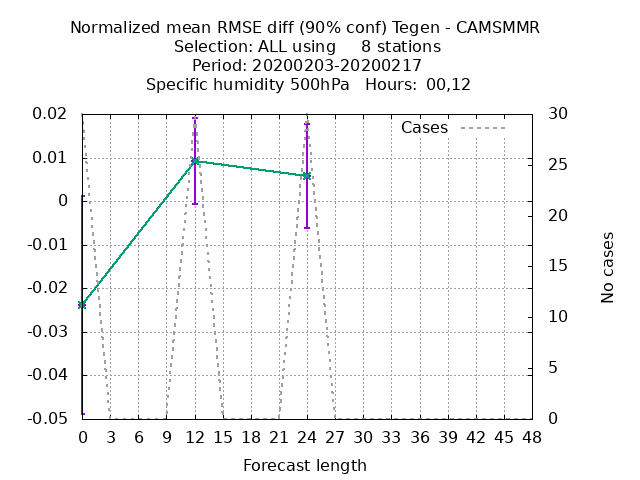 Normalized mean RMSE diff (90% conf) Tegen - CAMSMMR
Selection: ALL using 8 stations
Period: 20200203-20200217
Specific humidity 500hPa Hours: 00,12
0.02
0.01
0
-0.01
-0.02
-0.03
-0.04
-0.05
Cases
30
25
20
15
10
5
0
No cases
0 3 6 9 12 15 18 21 24 27 30 33 36 39 42 45 48
Forecast length